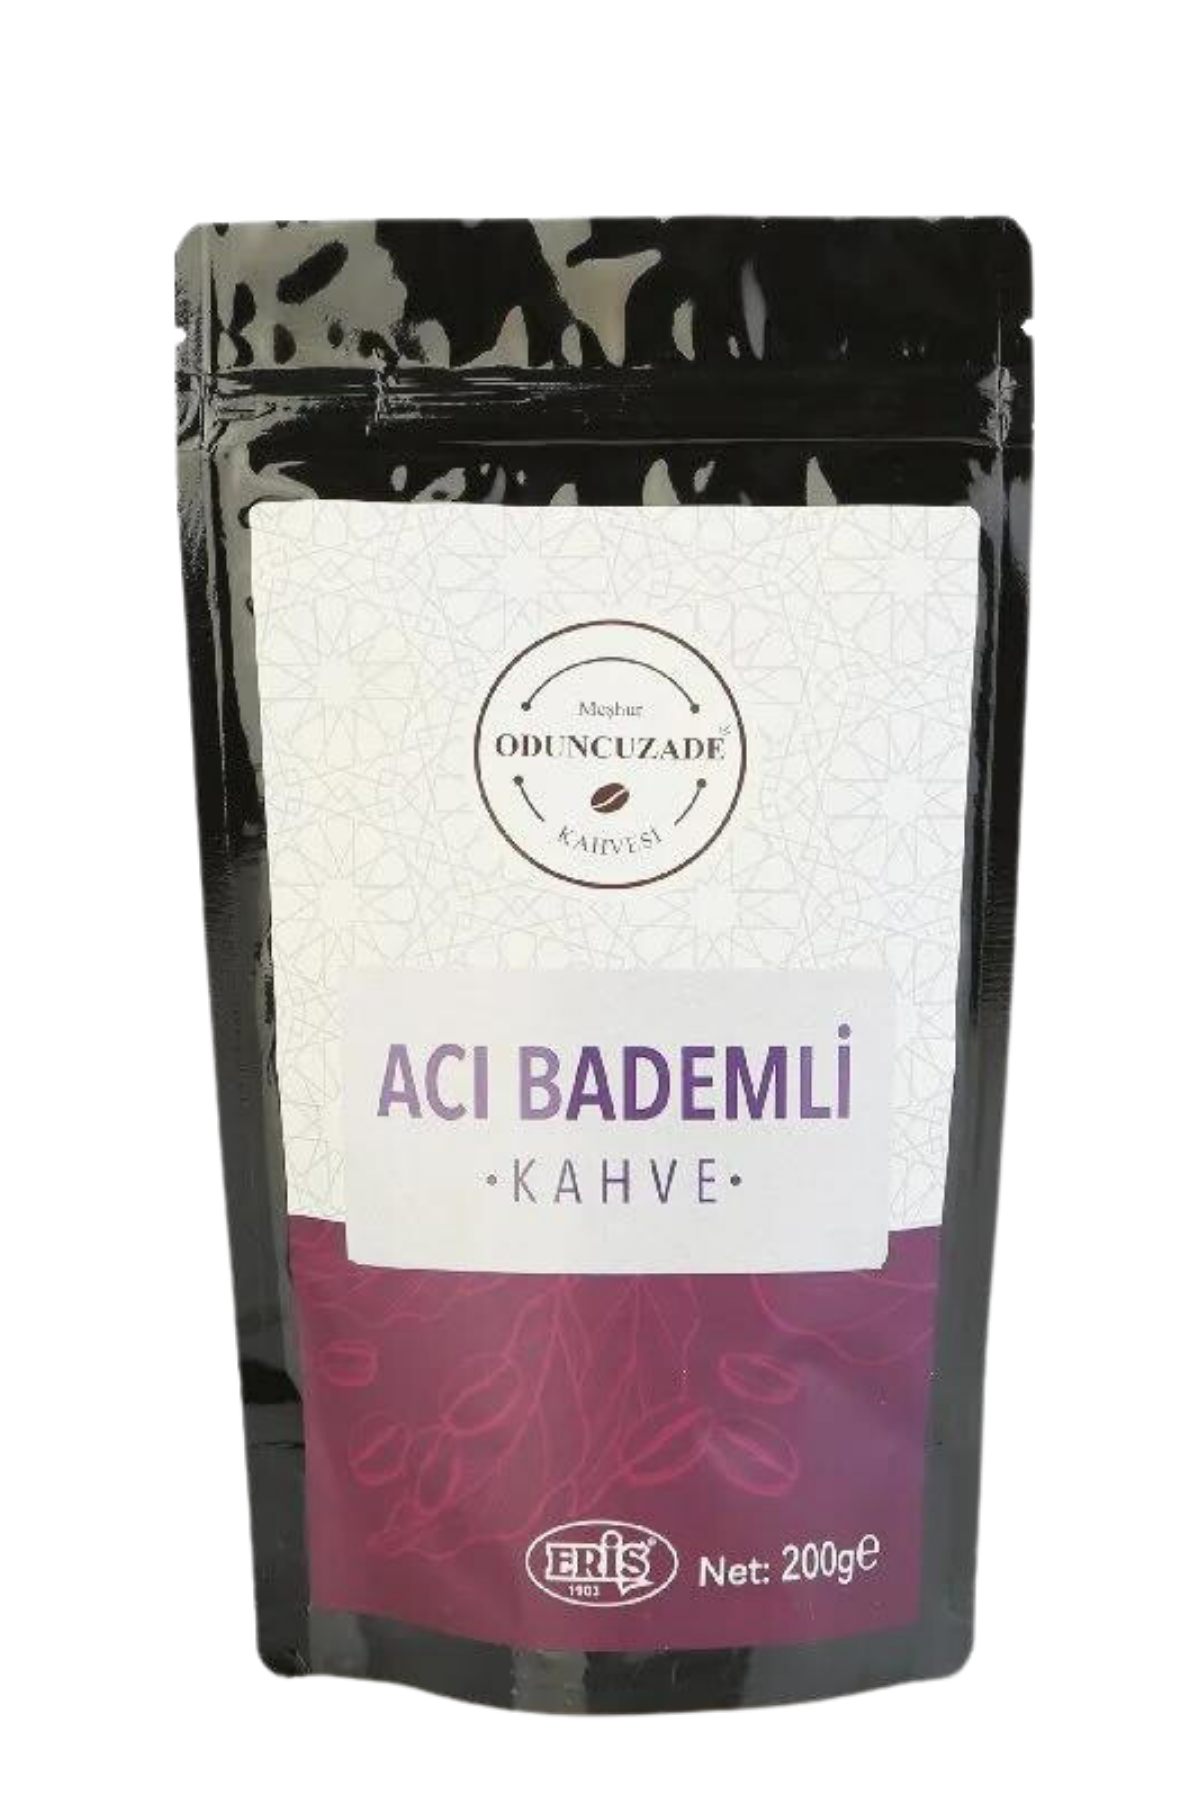 Meşhur
ODUNCUZADE
KAHVESİ
ACI BADEMLİ
•KAHVE•
ERİŞ®
1903
Net: 200g℮